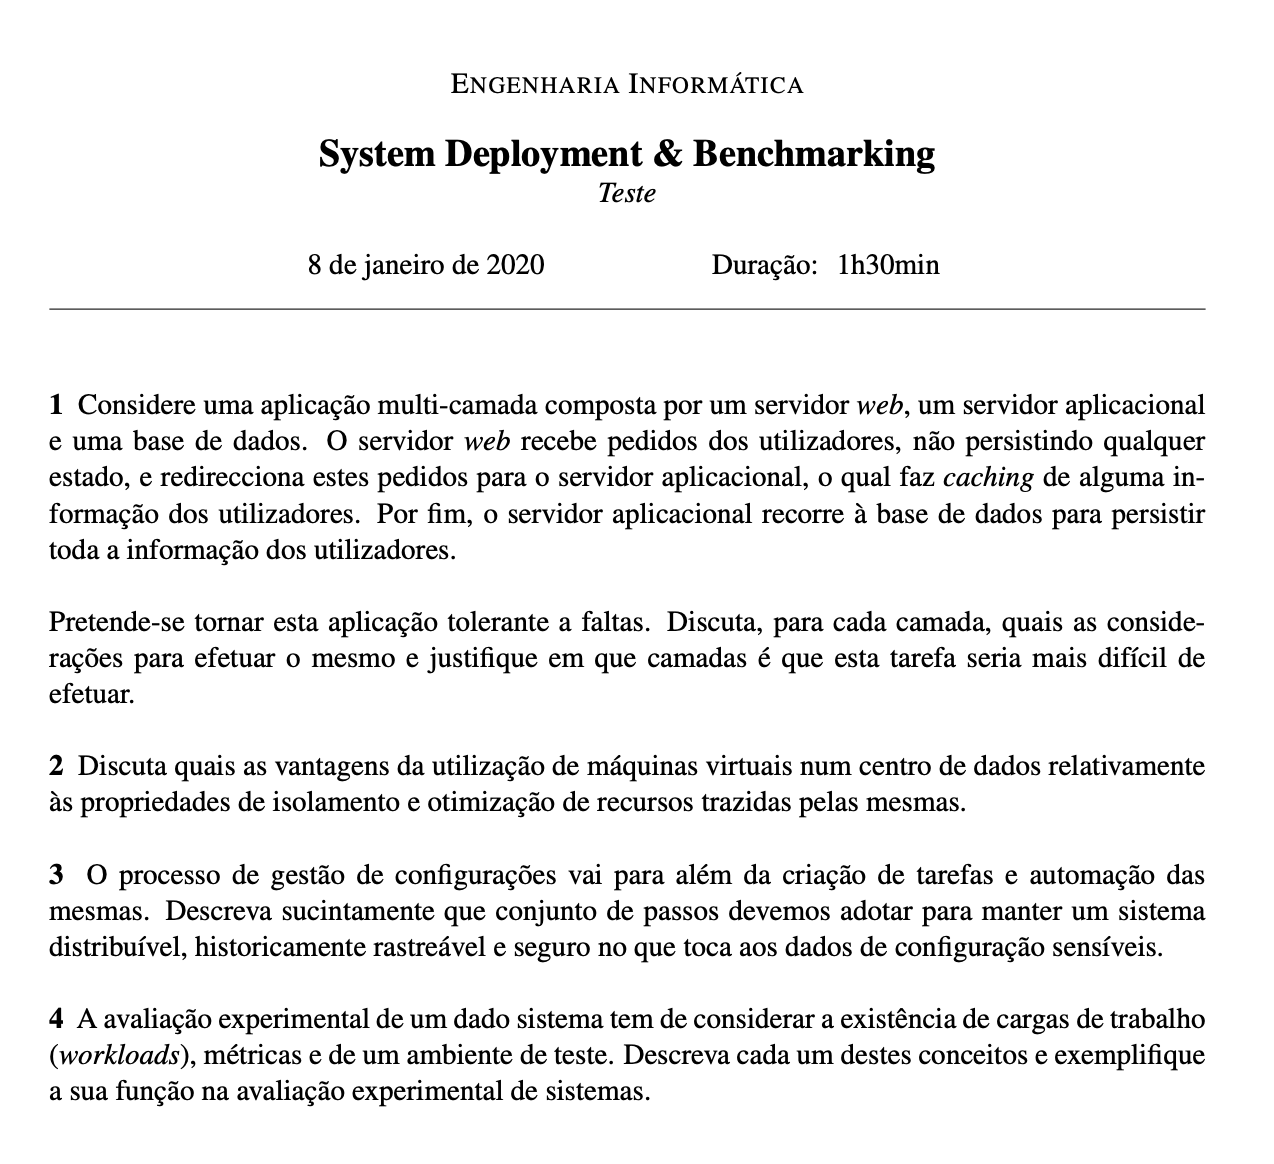 ENGENHARIA INFORMÁTICA
System Deployment & Benchmarking
Teste
8 de janeiro de 2020 Duração: 1h30min
1 Considere uma aplicação multi-camada composta por um servidor web, um servidor aplicacional
e uma base de dados. O servidor web recebe pedidos dos utilizadores, não persistindo qualquer
estado, e redirecciona estes pedidos para o servidor aplicacional, o qual faz caching de alguma in-
formação dos utilizadores. Por fim, o servidor aplicacional recorre à base de dados para persistir
toda a informação dos utilizadores.
Pretende-se tornar esta aplicação tolerante a faltas. Discuta, para cada camada, quais as conside-
rações para efetuar o mesmo e justifique em que camadas é que esta tarefa seria mais difícil de
efetuar.
2 Discuta quais as vantagens da utilização de máquinas virtuais num centro de dados relativamente
às propriedades de isolamento e otimização de recursos trazidas pelas mesmas.
3 O processo de gestão de configurações vai para além da criação de tarefas e automação das
mesmas. Descreva sucintamente que conjunto de passos devemos adotar para manter um sistema
distribuível, historicamente rastreável e seguro no que toca aos dados de configuração sensíveis.
4 A avaliação experimental de um dado sistema tem de considerar a existência de cargas de trabalho
(workloads), métricas e de um ambiente de teste. Descreva cada um destes conceitos e exemplifique
a sua função na avaliação experimental de sistemas.